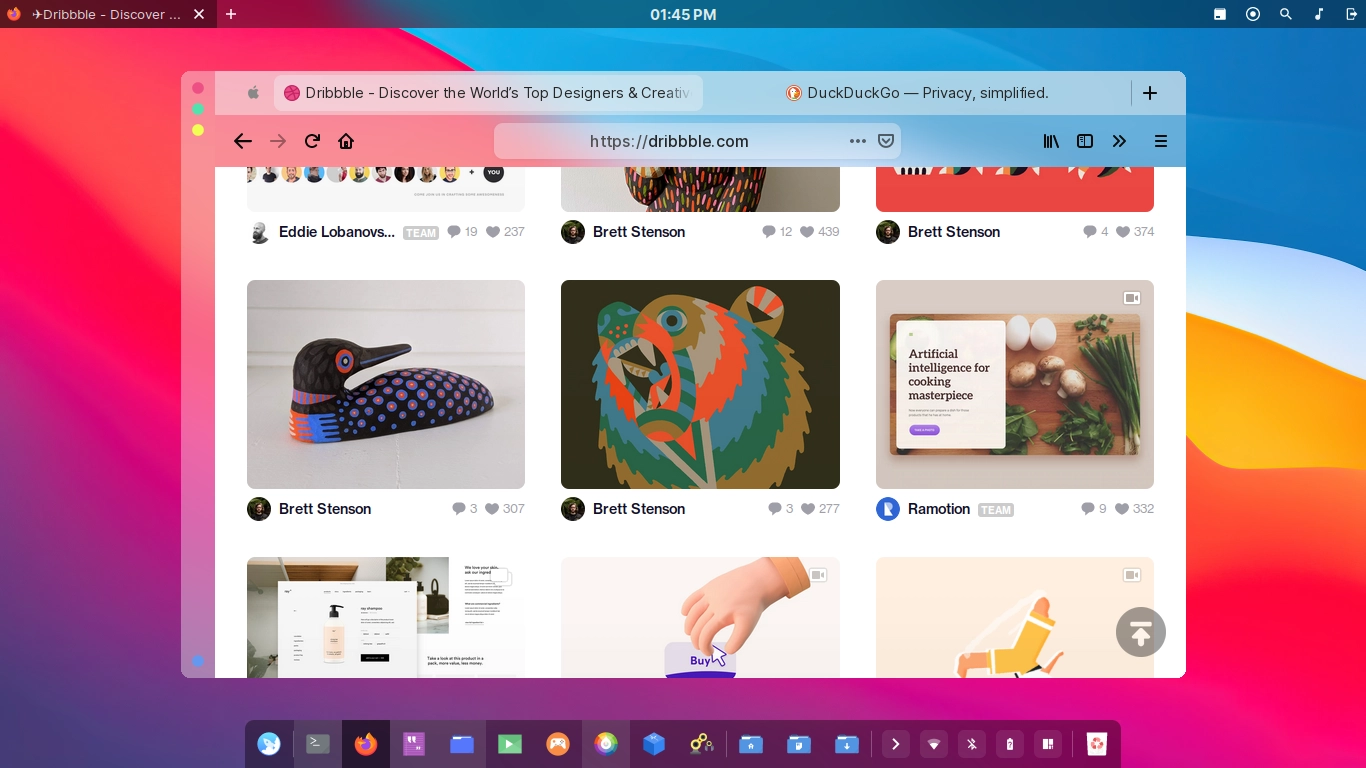 ✈Dribbble - Discover ...
01:45 PM
Dribbble - Discover the World's Top Designers & Creativ
DuckDuckGo — Privacy, simplified.
https://dribbble.com
YOU
Eddie Lobanovs... TEAM 19 237
Brett Stenson 12 439
Brett Stenson 4 374
Artificial
intelligence for
cooking
masterpiece
Brett Stenson 3 307
Brett Stenson 3 277
Ramotion TEAM 9 332
We love your skin,
ask our ingred
Take a look at this product in a
pack, more value, less money.
Buy